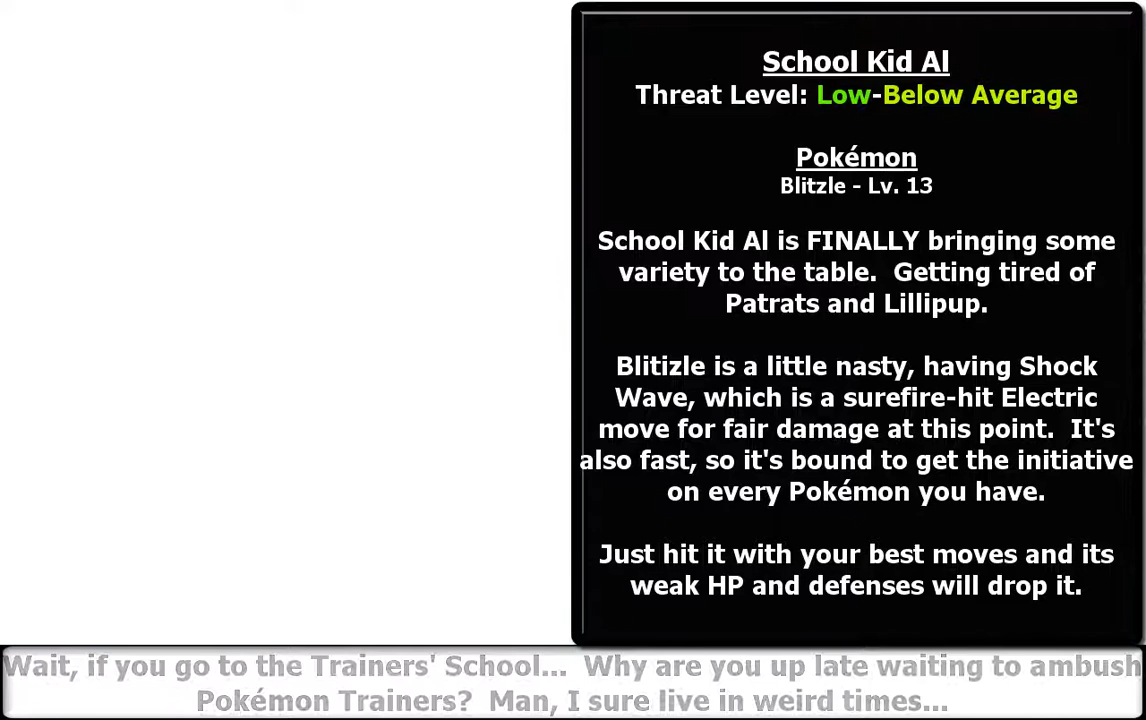 School Kid Al
Threat Level: Low-Below Average
Pokémon
Blitzle - Lv. 13
School Kid Al is FINALLY bringing some
variety to the table.  Getting tired of
Patrats and Lillipup.
Blitizle is a little nasty, having Shock
Wave, which is a surefire-hit Electric
move for fair damage at this point.  It's
also fast, so it's bound to get the initiative
on every Pokémon you have.
Just hit it with your best moves and its
weak HP and defenses will drop it.
Wait, if you go to the Trainers' School...  Why are you up late waiting to ambush
Pokémon Trainers?  Man, I sure live in weird times...